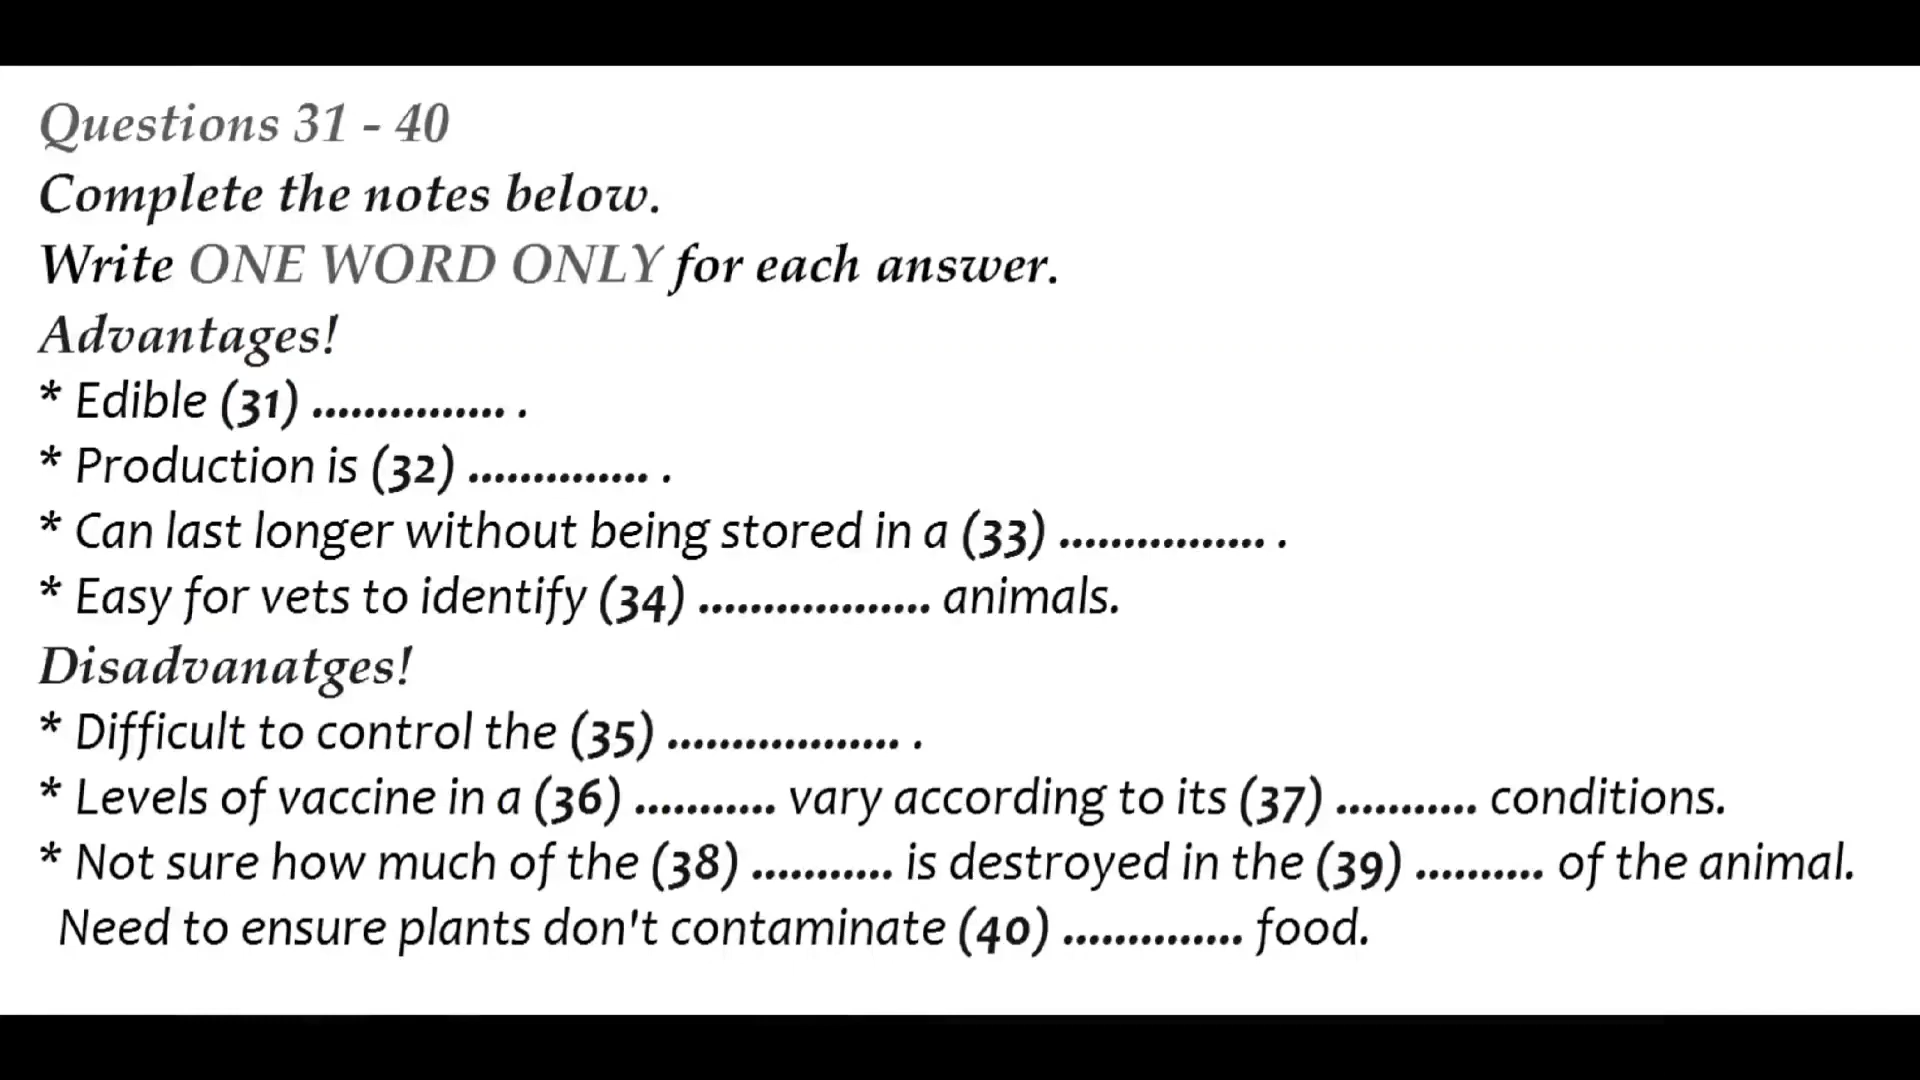 Questions 31 - 40
Complete the notes below.
Write ONE WORD ONLY for each answer.
Advantages!
* Edible (31) ............... .
* Production is (32) .............. .
* Can last longer without being stored in a (33) ................ .
* Easy for vets to identify (34) .................. animals.
Disadvanatges!
* Difficult to control the (35) .................. .
* Levels of vaccine in a (36) ........... vary according to its (37) ........... conditions.
* Not sure how much of the (38) ........... is destroyed in the (39) .......... of the animal.
Need to ensure plants don't contaminate (40) .............. food.